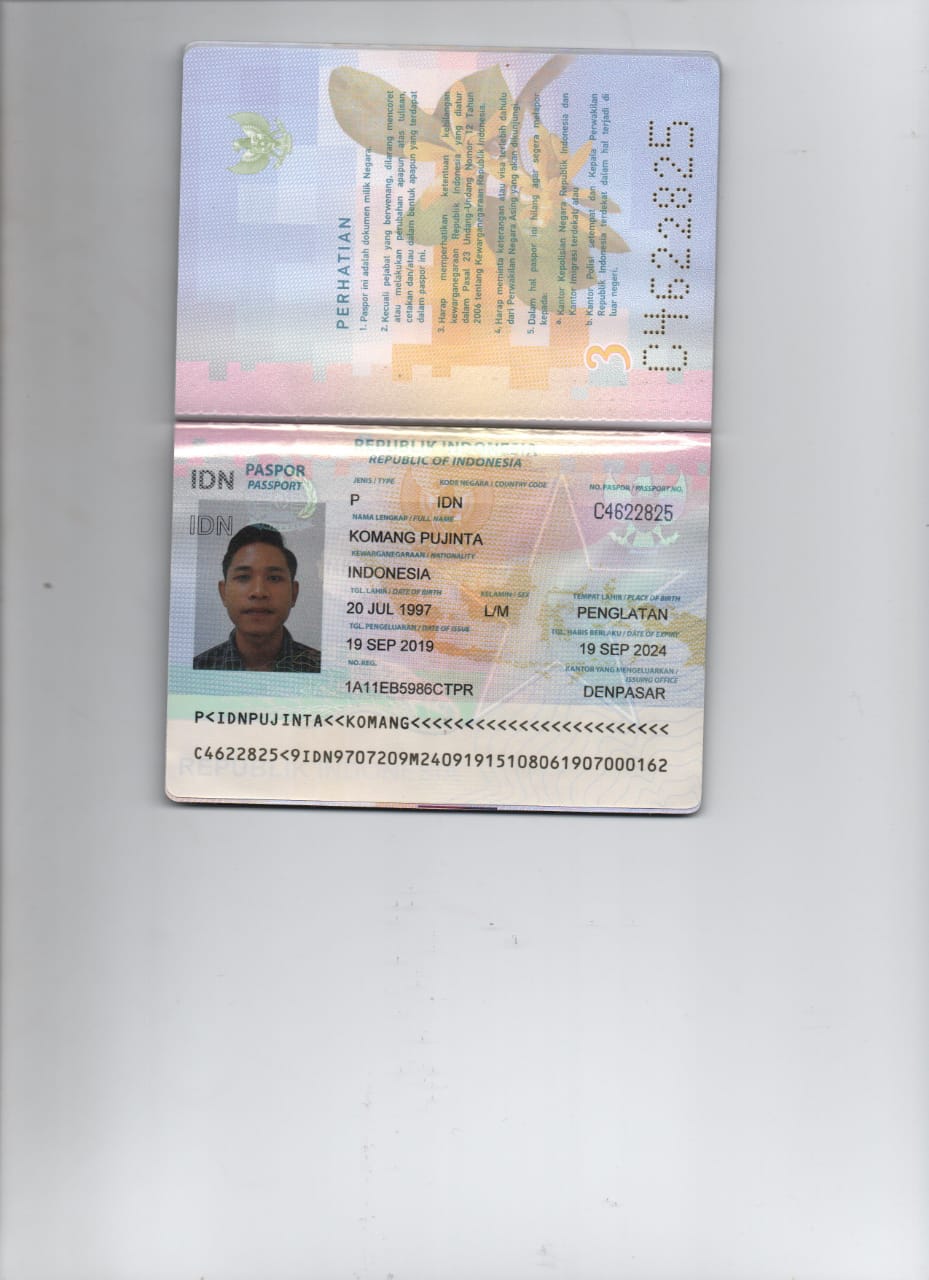 PERHATIAN
1. Paspor ini adalah dokumen milik Negara.
2. Kecuali pejabat yang berwenang, dilarang mencoret
atau melakukan perubahan apapun atas tulisan,
cetakan dan/atau dalam bentuk apapun yang terdapat
dalam paspor ini.
3. Harap memperhatikan ketentuan kehilangan
kewarganegaraan Republik Indonesia yang diatur
dalam Pasal 23 Undang-Undang Nomor 12 Tahun
2006 tentang Kewarganegaraan Republik Indonesia.
4. Harap meminta keterangan atau visa terlebih dahulu
dari Perwakilan Negara Asing yang akan dikunjungi.
5. Dalam hal paspor ini hilang agar segera melapor
kepada:
a. Kantor Kepolisian Negara Republik Indonesia dan
Kantor Imigrasi terdekat; atau
b. Kantor Polisi setempat dan Kepala Perwakilan
Republik Indonesia terdekat dalam hal terjadi di
luar negeri.
3
C4622825
REPUBLIK INDONESIA
REPUBLIC OF INDONESIA
IDN PASPOR
PASSPORT
IDN
JENIS / TYPE KODE NEGARA / COUNTRY CODE NO. PASPOR / PASSPORT NO.
P IDN C4622825
NAMA LENGKAP / FULL NAME
KOMANG PUJINTA
KEWARGANEGARAAN / NATIONALITY
INDONESIA
TGL. LAHIR / DATE OF BIRTH KELAMIN / SEX TEMPAT LAHIR / PLACE OF BIRTH
20 JUL 1997 L/M PENGLATAN
TGL. PENGELUARAN / DATE OF ISSUE TGL. HABIS BERLAKU / DATE OF EXPIRY
19 SEP 2019 19 SEP 2024
NO. REG. KANTOR YANG MENGELUARKAN /
ISSUING OFFICE
1A11EB5986CTPR DENPASAR
P<IDNPUJINTA<<KOMANG<<<<<<<<<<<<<<<<<<<<<<<<
C4622825<9IDN9707209M24091915108061907000162
REPUBLIK INDONESIA